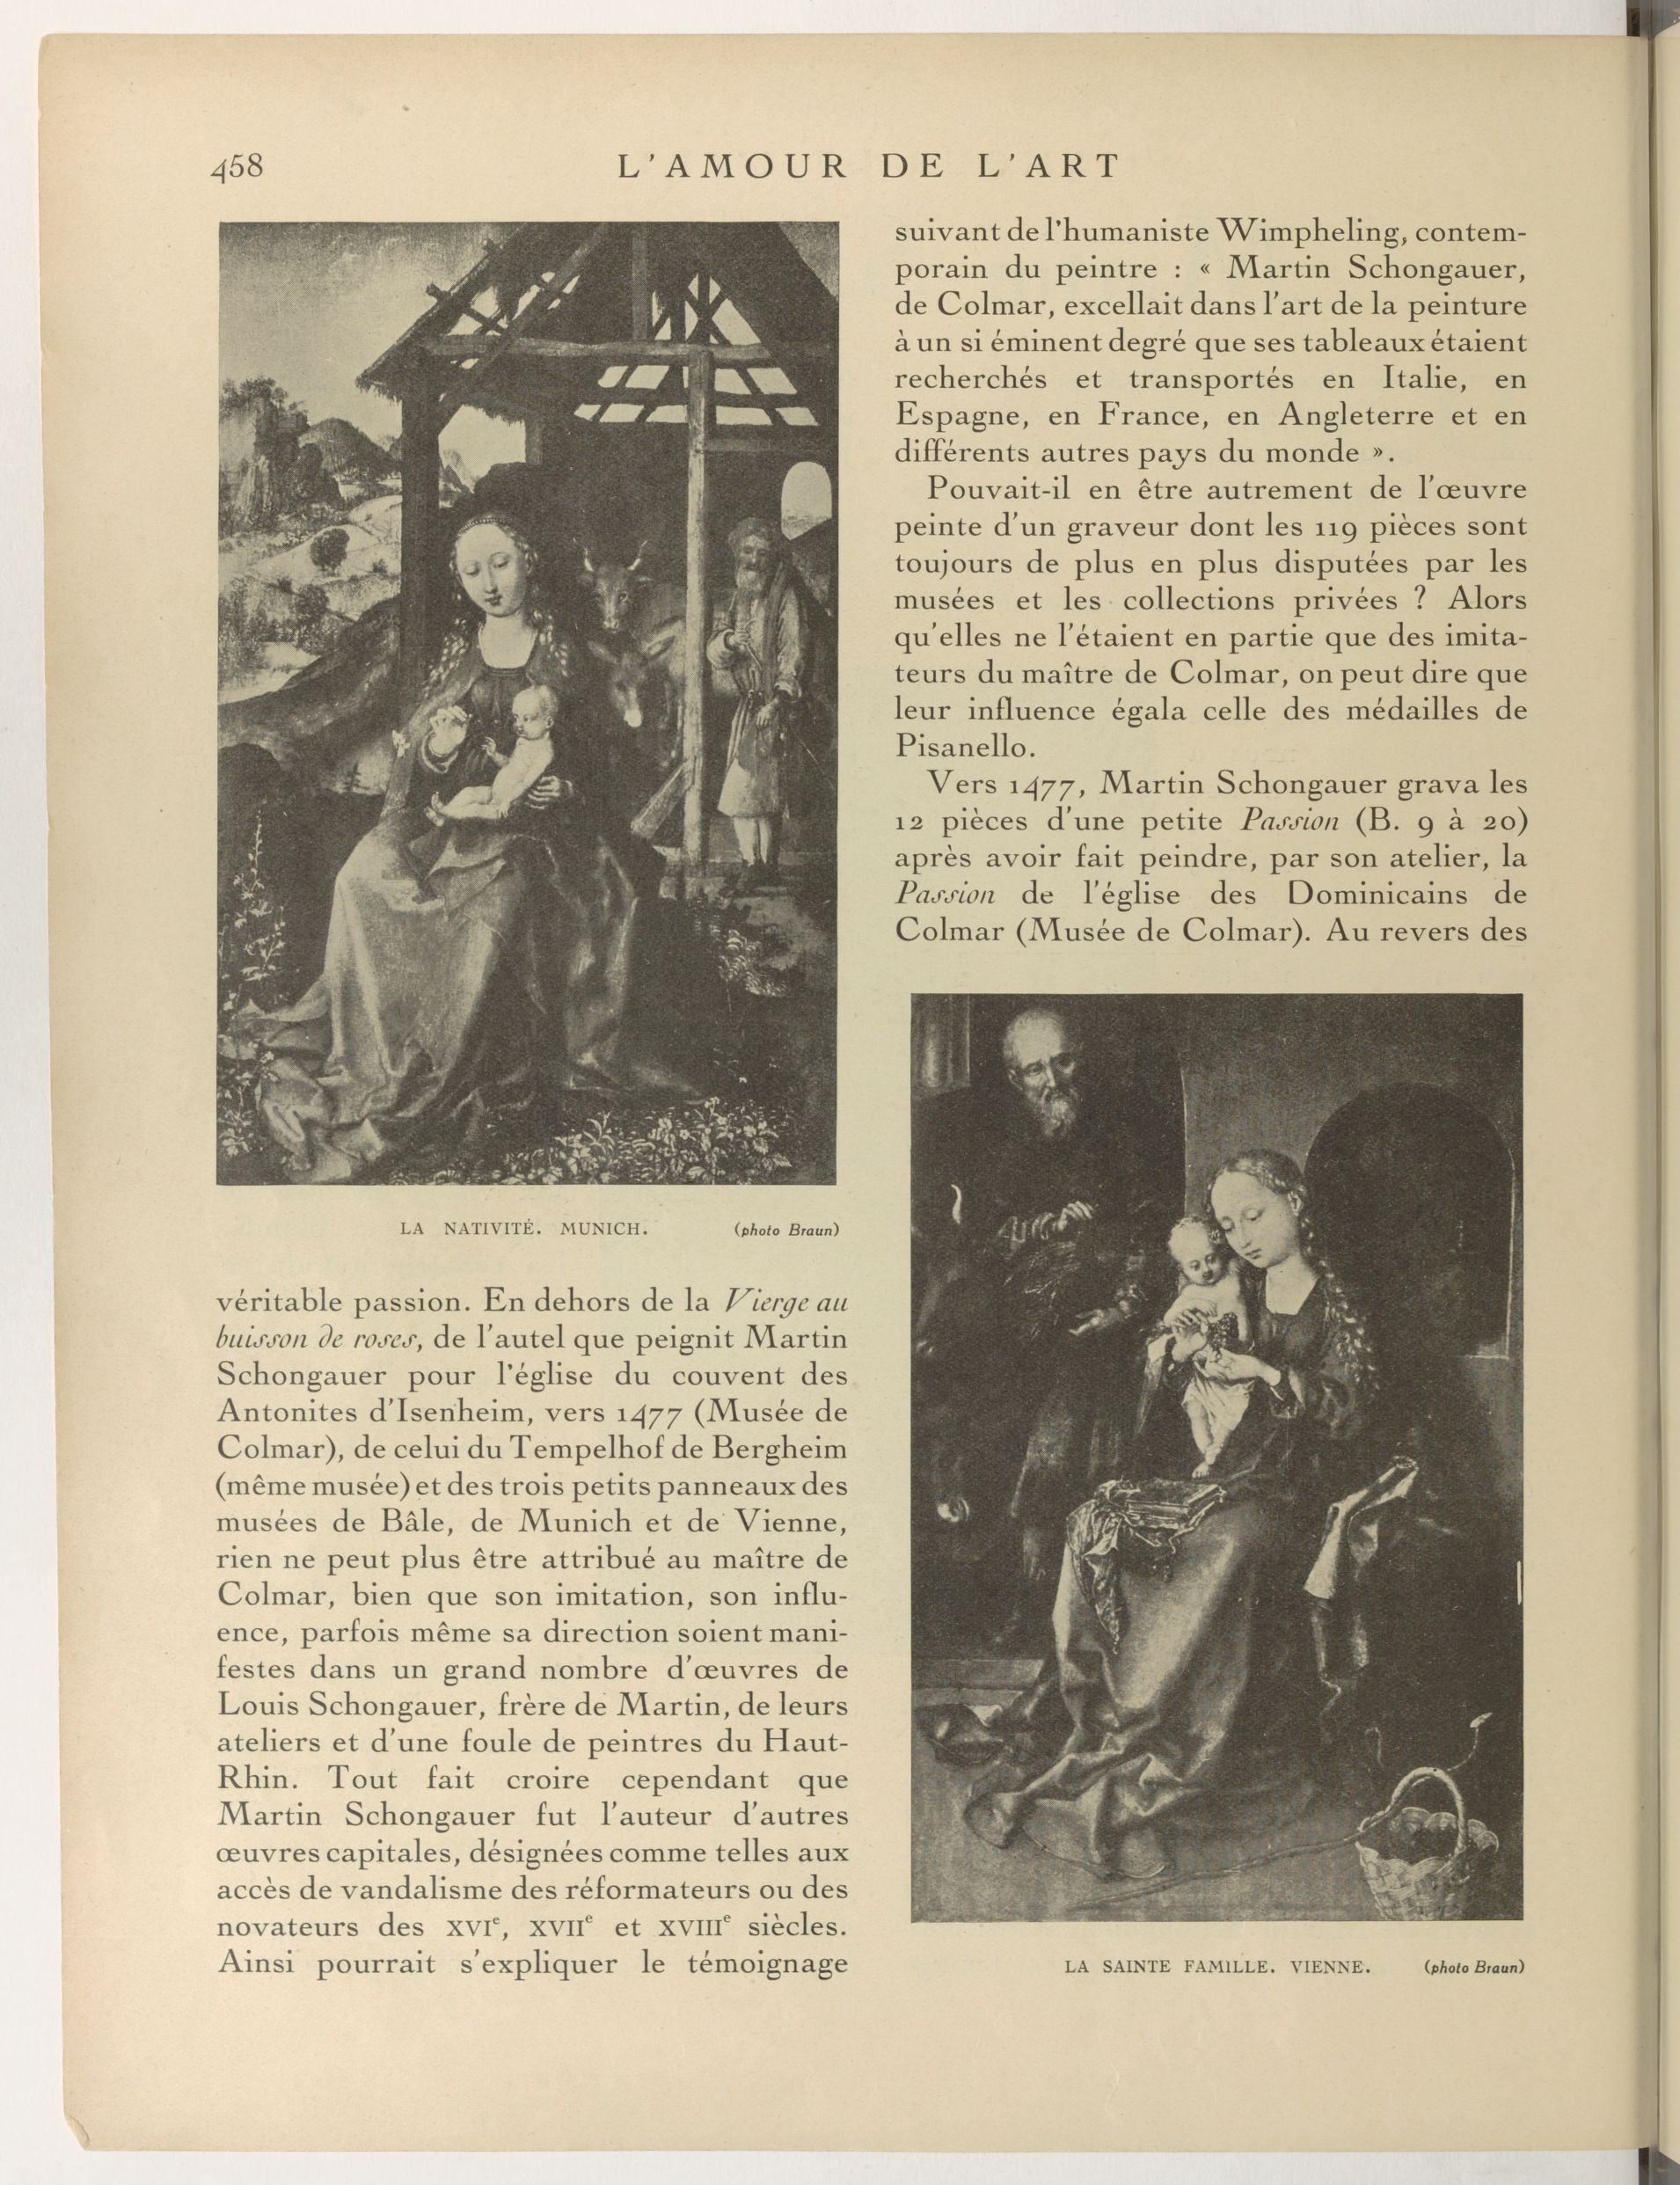 458
L'AMOUR DE L'ART
LA NATIVITÉ. MUNICH. (photo Braun)
véritable passion. En dehors de la Vierge au
buisson de roses, de l'autel que peignit Martin
Schongauer pour l'église du couvent des
Antonites d'Isenheim, vers 1477 (Musée de
Colmar), de celui du Tempelhof de Bergheim
(même musée) et des trois petits panneaux des
musées de Bâle, de Munich et de Vienne,
rien ne peut plus être attribué au maître de
Colmar, bien que son imitation, son influ-
ence, parfois même sa direction soient mani-
festes dans un grand nombre d'œuvres de
Louis Schongauer, frère de Martin, de leurs
ateliers et d'une foule de peintres du Haut-
Rhin. Tout fait croire cependant que
Martin Schongauer fut l'auteur d'autres
œuvres capitales, désignées comme telles aux
accès de vandalisme des réformateurs ou des
novateurs des XVIe, XVIIe et XVIIIe siècles.
Ainsi pourrait s'expliquer le témoignage
suivant de l'humaniste Wimpheling, contem-
porain du peintre : « Martin Schongauer,
de Colmar, excellait dans l'art de la peinture
à un si éminent degré que ses tableaux étaient
recherchés et transportés en Italie, en
Espagne, en France, en Angleterre et en
différents autres pays du monde ».
Pouvait-il en être autrement de l'œuvre
peinte d'un graveur dont les 119 pièces sont
toujours de plus en plus disputées par les
musées et les collections privées ? Alors
qu'elles ne l'étaient en partie que des imita-
teurs du maître de Colmar, on peut dire que
leur influence égala celle des médailles de
Pisanello.
Vers 1477, Martin Schongauer grava les
12 pièces d'une petite Passion (B. 9 à 20)
après avoir fait peindre, par son atelier, la
Passion de l'église des Dominicains de
Colmar (Musée de Colmar). Au revers des
LA SAINTE FAMILLE. VIENNE. (photo Braun)